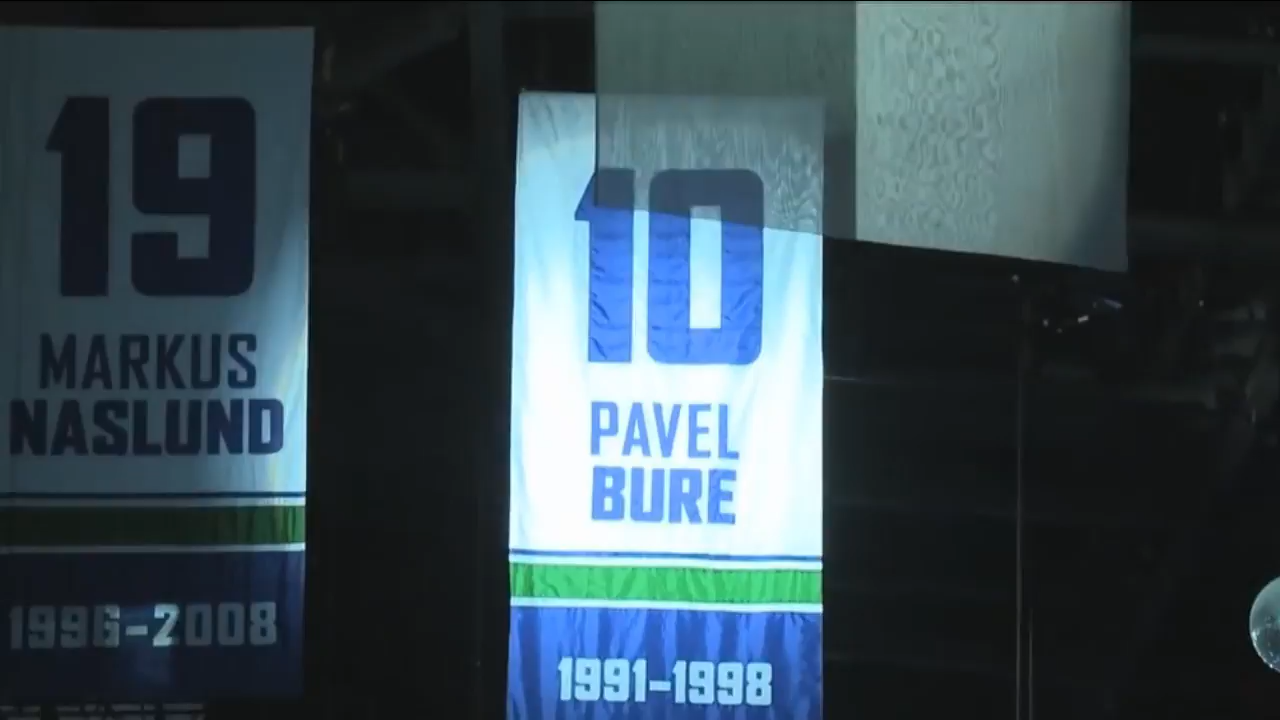 19
MARKUS
NASLUND
1996-2008
10
PAVEL
BURE
1991-1998